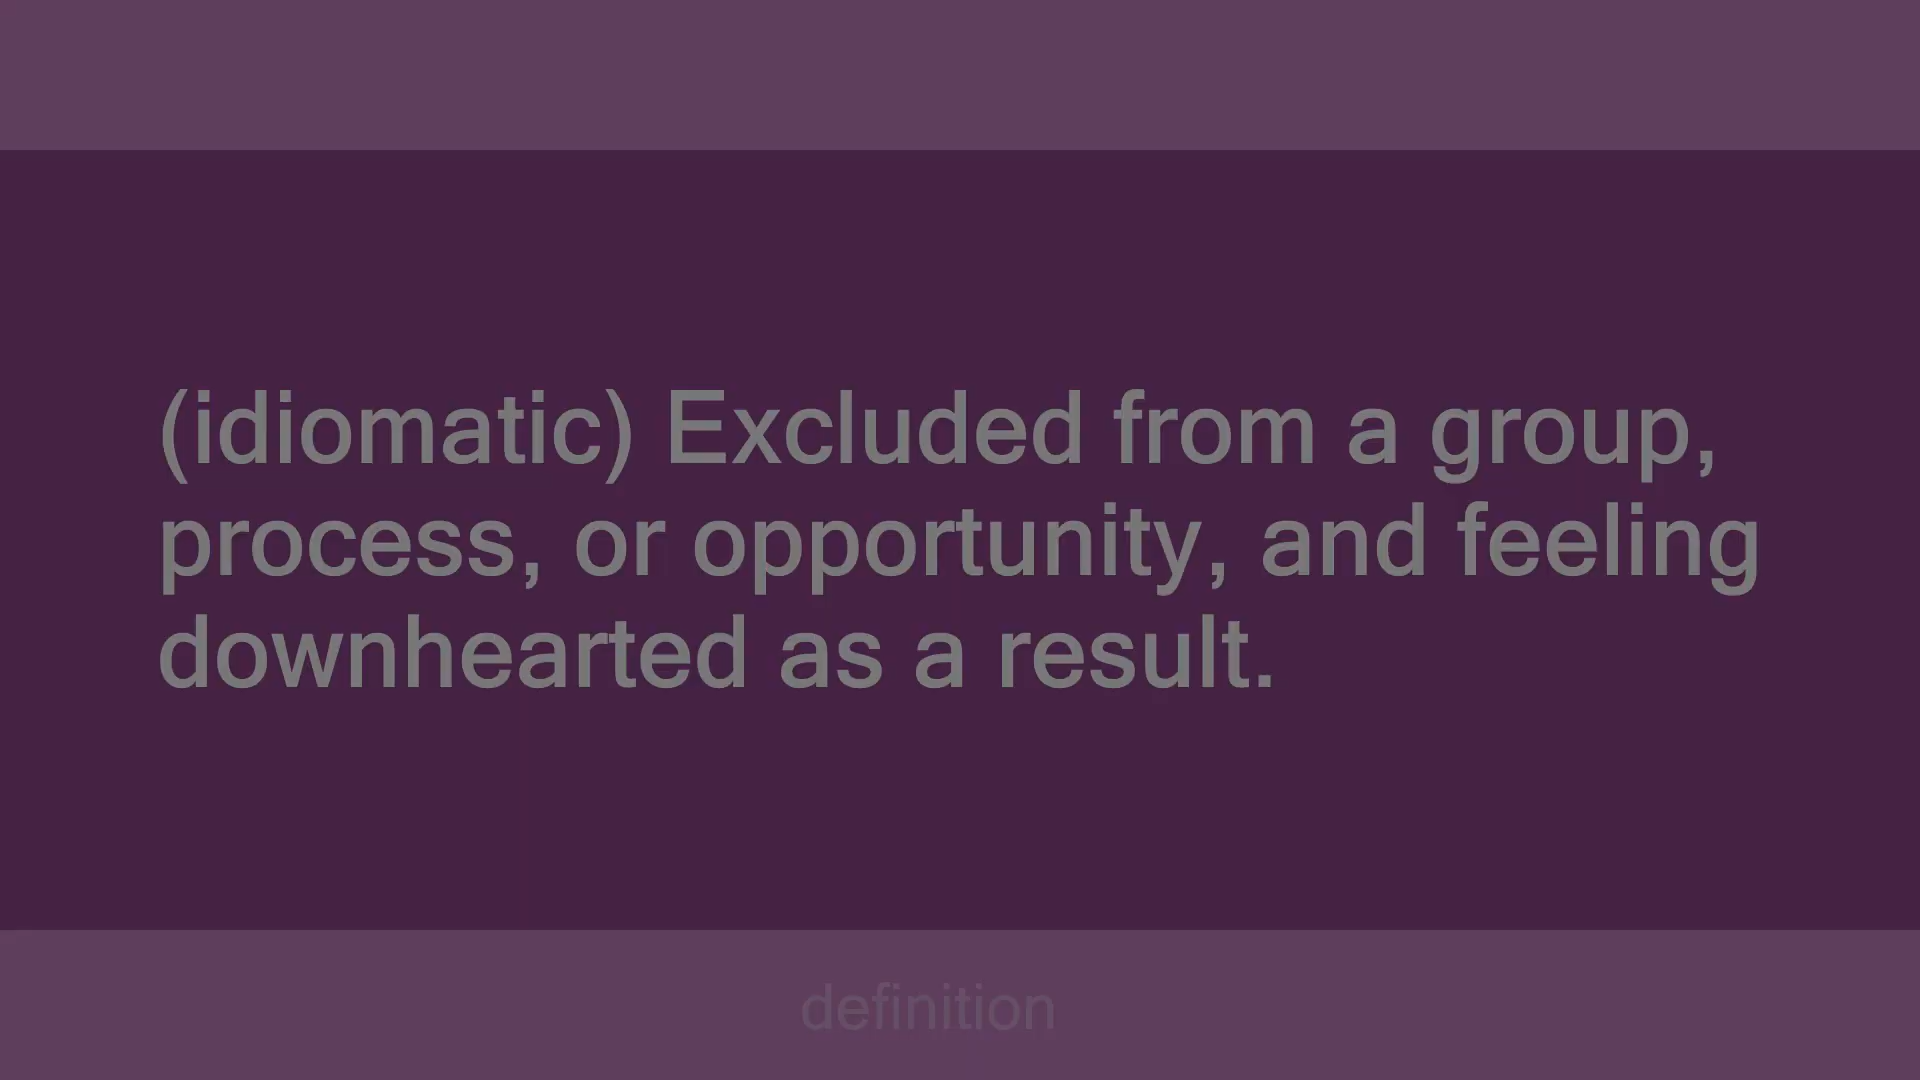 (idiomatic) Excluded from a group,
process, or opportunity, and feeling
downhearted as a result.
definition